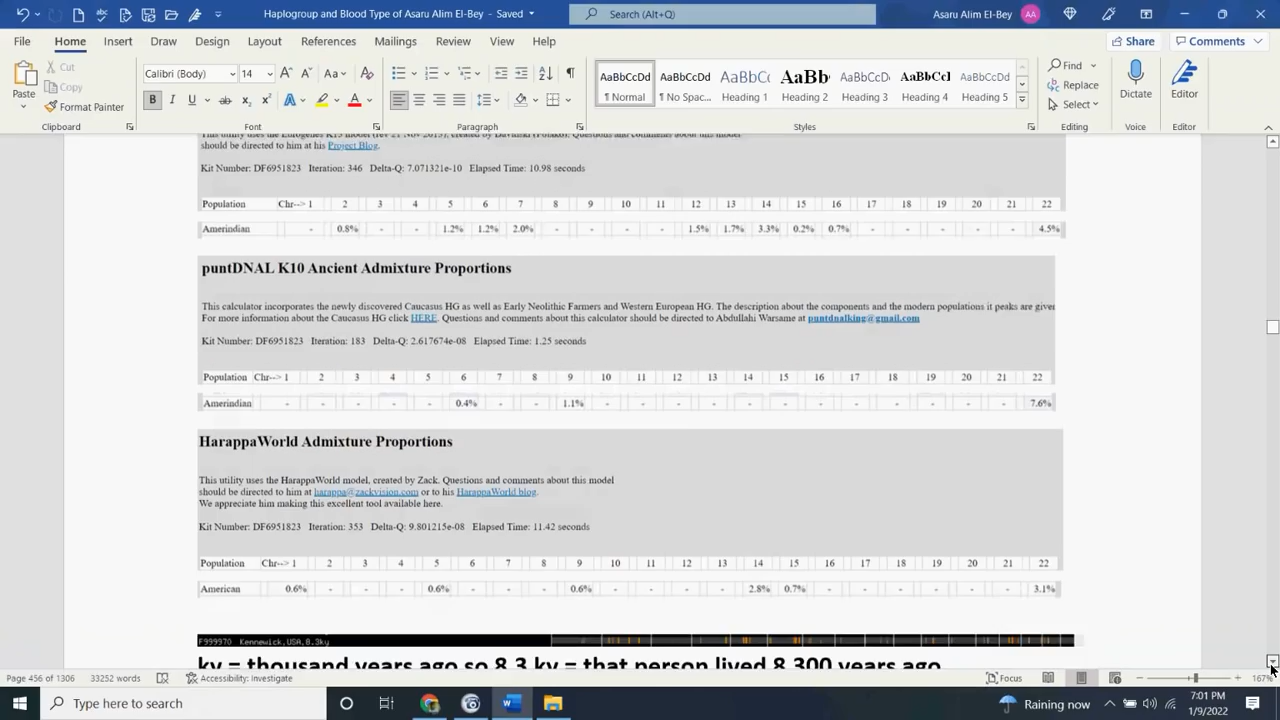 Search (Alt+Q)
Asaru Alim El-Bey
AA
File Home Insert Draw Design Layout References Mailings Review View Help
Share Comments
Paste
Cut
Copy
Format Painter
Calibri (Body) 14
Find
Replace
Select
Dictate
Editor
AaBbCcDd AaBbCcDd AaBbCc AaBb AaBbCcDd AaBbCcI AaBbCcDd
¶ Normal ¶ No Spac... Heading 1 Heading 2 Heading 3 Heading 4 Heading 5
Clipboard Font Paragraph Styles Editing Voice Editor
should be directed to him at his Project Blog.
Kit Number: DF6951823 Iteration: 346 Delta-Q: 7.071321e-10 Elapsed Time: 10.98 seconds
Population Chr--> 1 2 3 4 5 6 7 8 9 10 11 12 13 14 15 16 17 18 19 20 21 22
Amerindian - 0.8% - - 1.2% 1.2% 2.0% - - - - 1.5% 1.7% 3.3% 0.2% 0.7% - - - - - 4.5%
puntDNAL K10 Ancient Admixture Proportions
This calculator incorporates the newly discovered Caucasus HG as well as Early Neolithic Farmers and Western European HG. The description about the components and the modern populations it peaks are given
For more information about the Caucasus HG click HERE. Questions and comments about this calculator should be directed to Abdullahi Warsame at puntdnalking@gmail.com
Kit Number: DF6951823 Iteration: 183 Delta-Q: 2.617674e-08 Elapsed Time: 1.25 seconds
Population Chr--> 1 2 3 4 5 6 7 8 9 10 11 12 13 14 15 16 17 18 19 20 21 22
Amerindian - - - - - 0.4% - - 1.1% - - - - - - - - - - - - 7.6%
HarappaWorld Admixture Proportions
This utility uses the HarappaWorld model, created by Zack. Questions and comments about this model
should be directed to him at harappa@zackvision.com or to his HarappaWorld blog.
We appreciate him making this excellent tool available here.
Kit Number: DF6951823 Iteration: 353 Delta-Q: 9.801215e-08 Elapsed Time: 11.42 seconds
Population Chr--> 1 2 3 4 5 6 7 8 9 10 11 12 13 14 15 16 17 18 19 20 21 22
American 0.6% - - - 0.6% - - - 0.6% - - - - 2.8% 0.7% - - - - - - 3.1%
F999970 Kennewick,USA,8.3ky
ky = thousand years ago so 8.3 ky = that person lived 8,300 years ago
Page 456 of 1306 33252 words Accessibility: Investigate Focus 167%
Type here to search
Raining now
7:01 PM
1/9/2022